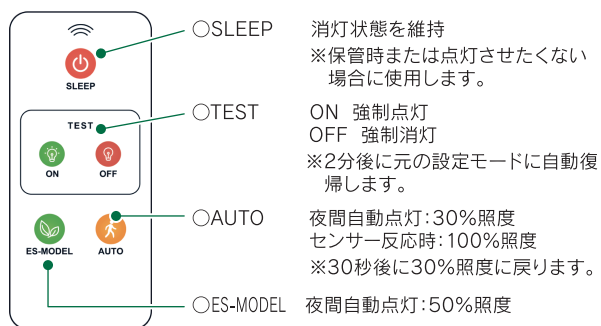 SLEEP
TEST
ON OFF
ES-MODEL AUTO
○SLEEP 消灯状態を維持
※保管時または点灯させたくない
場合に使用します。
○TEST ON 強制点灯
OFF 強制消灯
※2分後に元の設定モードに自動復
帰します。
○AUTO 夜間自動点灯:30%照度
センサー反応時:100%照度
※30秒後に30%照度に戻ります。
○ES-MODEL 夜間自動点灯:50%照度